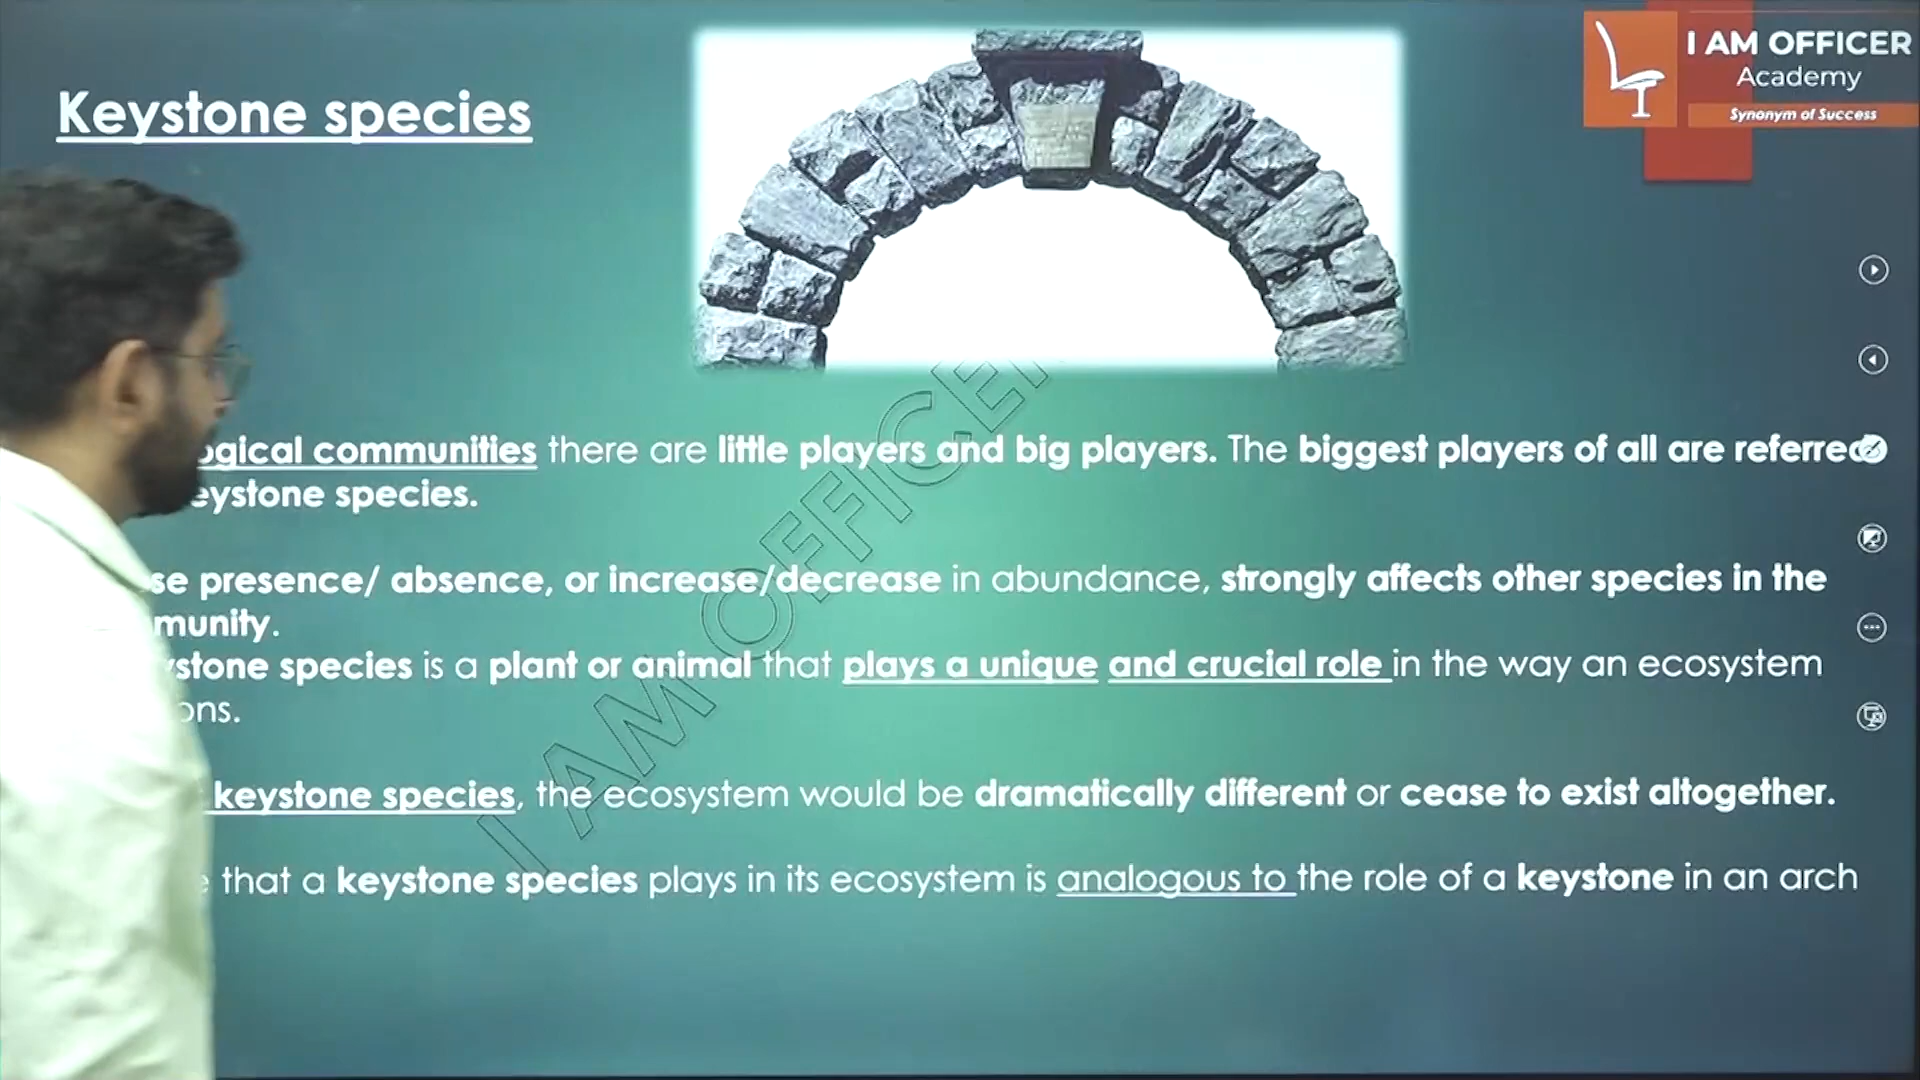 I AM OFFICER
Academy
Synonym of Success
Keystone species
ogical communities there are little players and big players. The biggest players of all are referred
eystone species.
se presence/ absence, or increase/decrease in abundance, strongly affects other species in the
munity.
stone species is a plant or animal that plays a unique and crucial role in the way an ecosystem
ons.
keystone species, the ecosystem would be dramatically different or cease to exist altogether.
that a keystone species plays in its ecosystem is analogous to the role of a keystone in an arch
I AM OFFICER